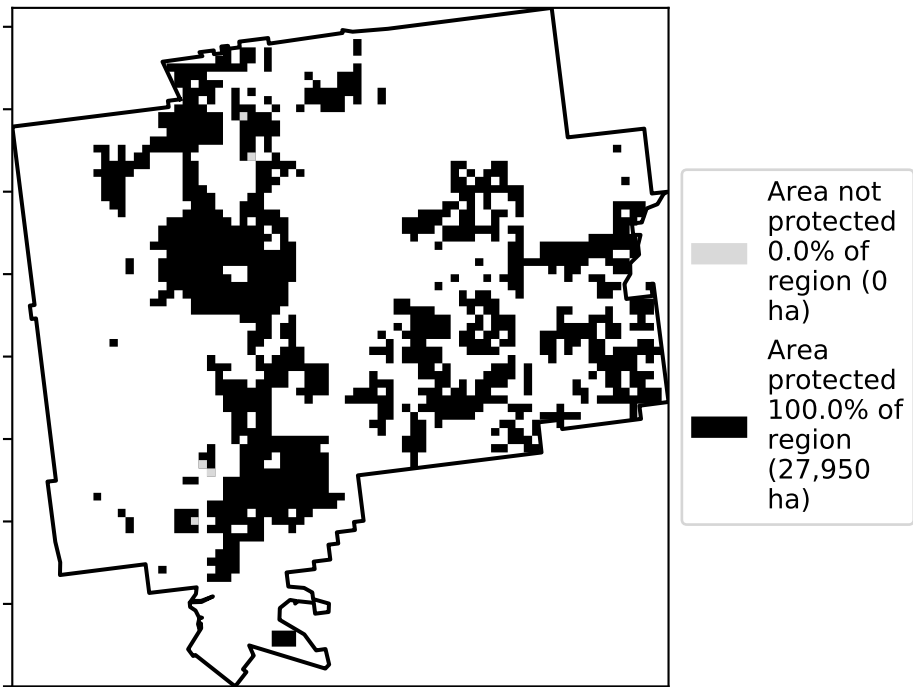 Area not
protected
0.0% of
region (0
ha)
Area
protected
100.0% of
region
(27,950
ha)